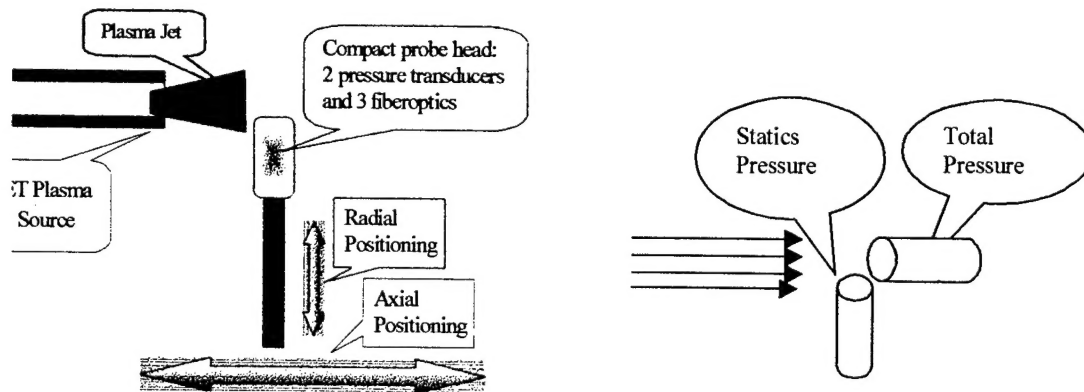 Plasma Jet
Compact probe head:
2 pressure transducers
and 3 fiberoptics
ET Plasma
Source
Radial
Positioning
Axial
Positioning
Statics
Pressure
Total
Pressure